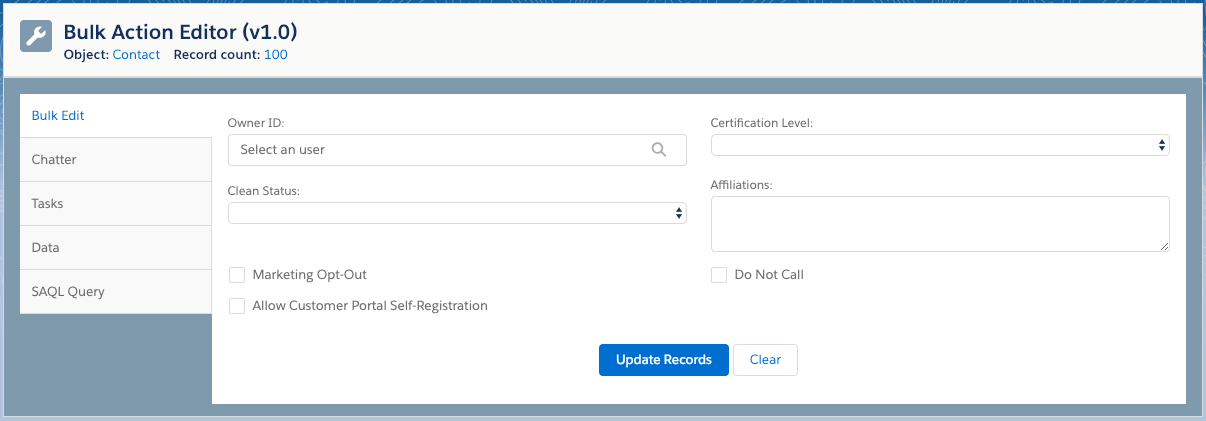 Bulk Action Editor (v1.0)
Object: Contact Record count: 100
Bulk Edit
Chatter
Tasks
Data
SAQL Query
Owner ID:
Select an user
Certification Level:
Clean Status:
Affiliations:
Marketing Opt-Out
Do Not Call
Allow Customer Portal Self-Registration
Update Records
Clear